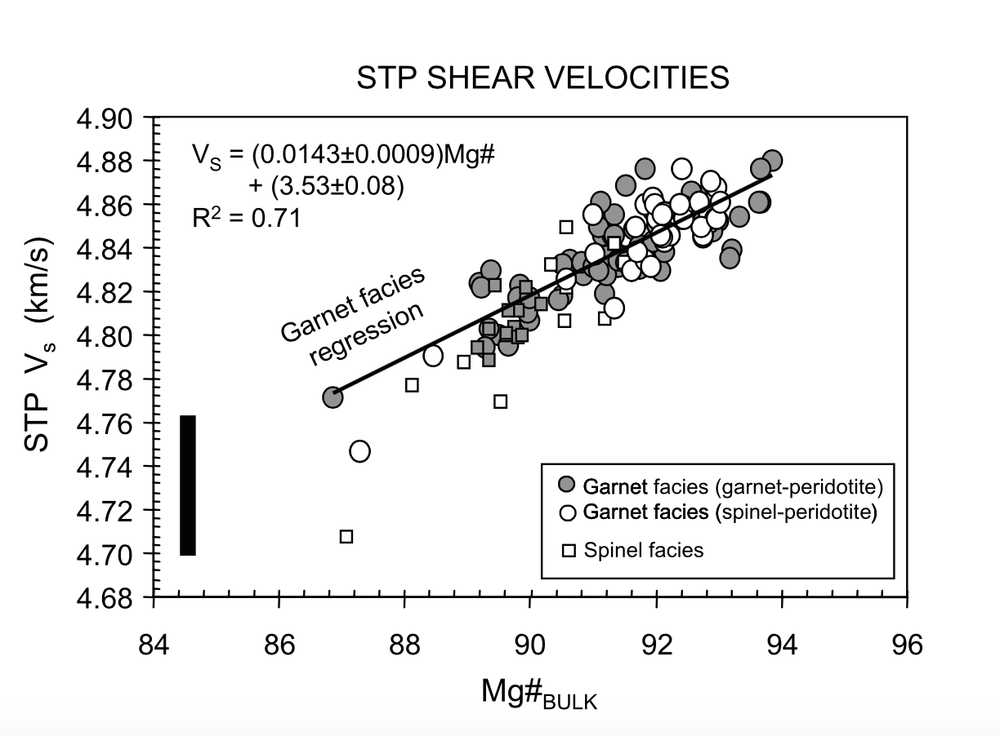 STP SHEAR VELOCITIES
4.90
4.88
4.86
4.84
4.82
4.80
4.78
4.76
4.74
4.72
4.70
4.68
STP Vs (km/s)
VS = (0.0143±0.0009)Mg#
+ (3.53±0.08)
R² = 0.71
Garnet facies
regression
Garnet facies (garnet-peridotite)
Garnet facies (spinel-peridotite)
Spinel facies
84 86 88 90 92 94 96
Mg#BULK